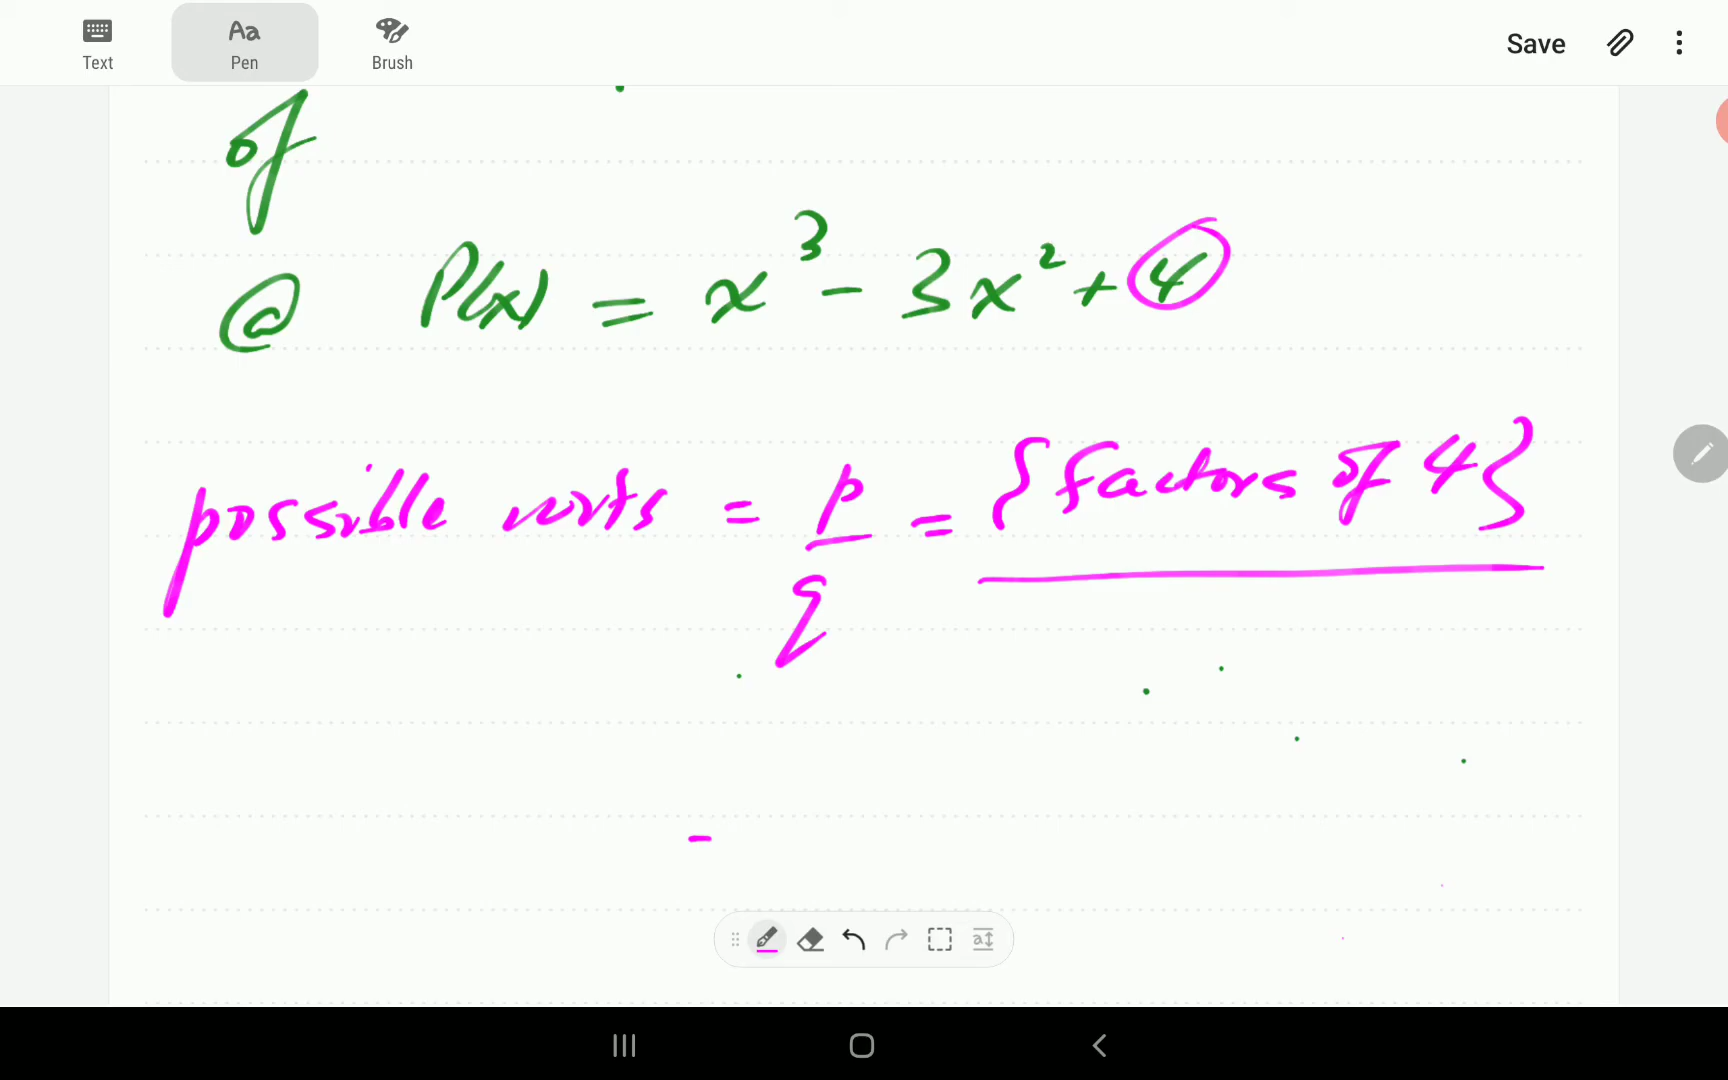 Text Pen Brush Save
of
@ P(x) = x³ - 3x² + 4
possible roots = p/q = {factors of 4}
-